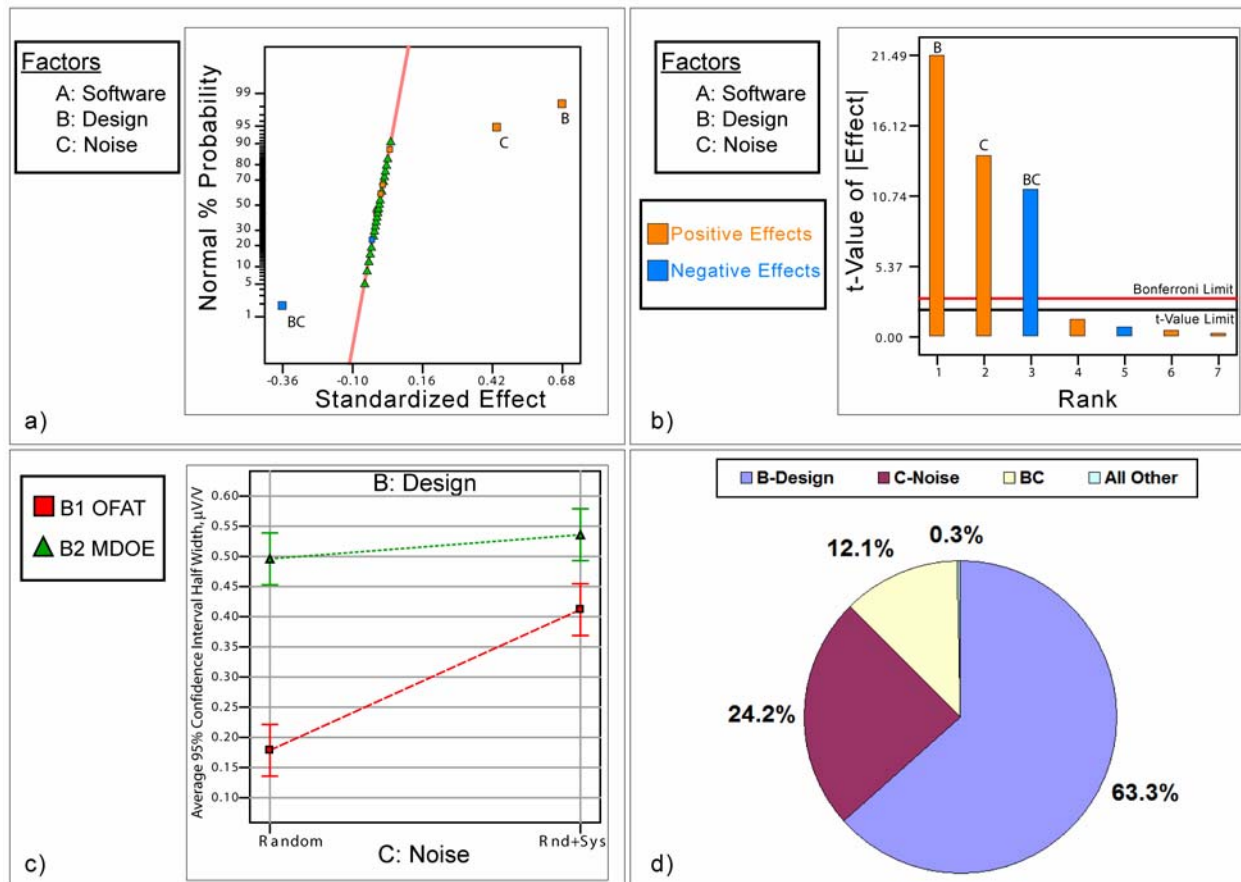 Factors
A: Software
B: Design
C: Noise
Normal % Probability
99
95
90
80
70
50
30
20
10
5
1
B
C
BC
-0.36
-0.10
0.16
0.42
0.68
Standardized Effect
a)
Factors
A: Software
B: Design
C: Noise
Positive Effects
Negative Effects
t-Value of |Effect|
21.49
16.12
10.74
5.37
0.00
B
C
BC
Bonferroni Limit
t-Value Limit
1
2
3
4
5
6
7
Rank
b)
B1 OFAT
B2 MDOE
B: Design
Average 95% Confidence Interval Half Width, µV/V
0.60
0.55
0.50
0.45
0.40
0.35
0.30
0.25
0.20
0.15
0.10
Random
Rnd+Sys
C: Noise
c)
B-Design
C-Noise
BC
All Other
0.3%
12.1%
24.2%
63.3%
d)